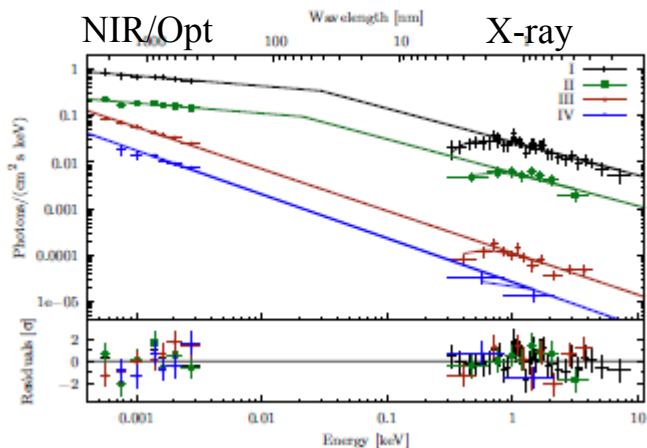 Wavelength [nm]
NIR/Opt X-ray
1000 100 10 1
I
II
III
IV
1
0.1
0.01
0.001
0.0001
1e-05
Photons/(cm² s keV)
2
0
−2
Residuals [σ]
0.001 0.01 0.1 1 10
Energy [keV]